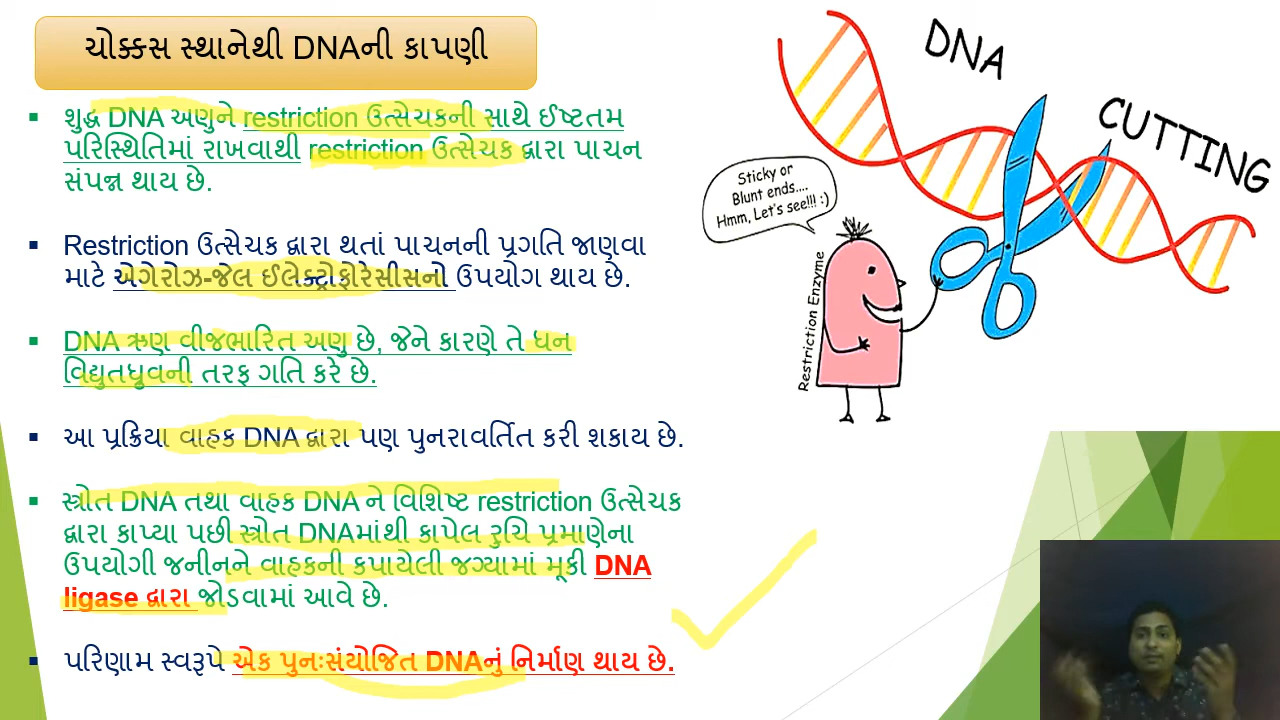 ચોક્કસ સ્થાનેથી DNAની કાપણી
શુદ્ધ DNA અણુને restriction ઉત્સેચકની સાથે ઈષ્ટતમ
પરિસ્થિતિમાં રાખવાથી restriction ઉત્સેચક દ્વારા પાચન
સંપન્ન થાય છે.
Restriction ઉત્સેચક દ્વારા થતાં પાચનની પ્રગતિ જાણવા
માટે એગેરોઝ-જેલ ઈલેક્ટ્રોફોરેસીસનો ઉપયોગ થાય છે.
DNA ઋણ વીજભારિત અણુ છે, જેને કારણે તે ધન
વિદ્યુતધ્રુવની તરફ ગતિ કરે છે.
આ પ્રક્રિયા વાહક DNA દ્વારા પણ પુનરાવર્તિત કરી શકાય છે.
સ્ત્રોત DNA તથા વાહક DNA ને વિશિષ્ટ restriction ઉત્સેચક
દ્વારા કાપ્યા પછી સ્ત્રોત DNAમાંથી કાપેલ રુચિ પ્રમાણેના
ઉપયોગી જનીનને વાહકની કપાયેલી જગ્યામાં મૂકી DNA
ligase દ્વારા જોડવામાં આવે છે.
પરિણામ સ્વરૂપે એક પુનઃસંયોજિત DNAનું નિર્માણ થાય છે.
DNA
CUTTING
Sticky or
Blunt ends....
Hmm, Let's see!!! :)
Restriction Enzyme